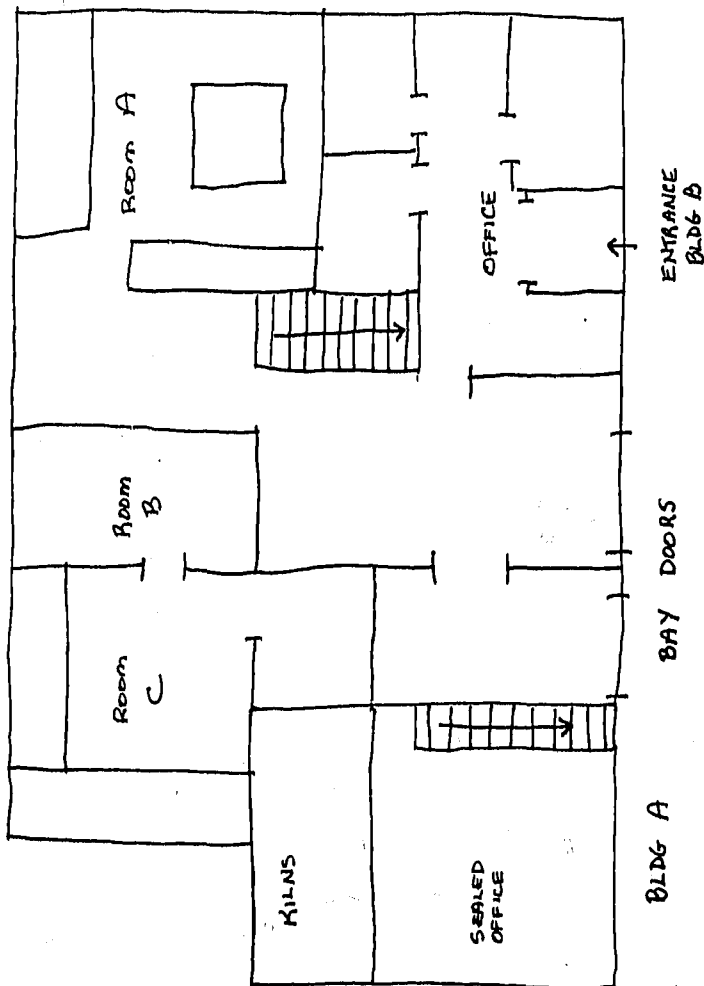 ROOM A
OFFICE
ENTRANCE
BLDG B
ROOM
B
ROOM
C
BAY DOORS
KILNS
SEALED
OFFICE
BLDG A